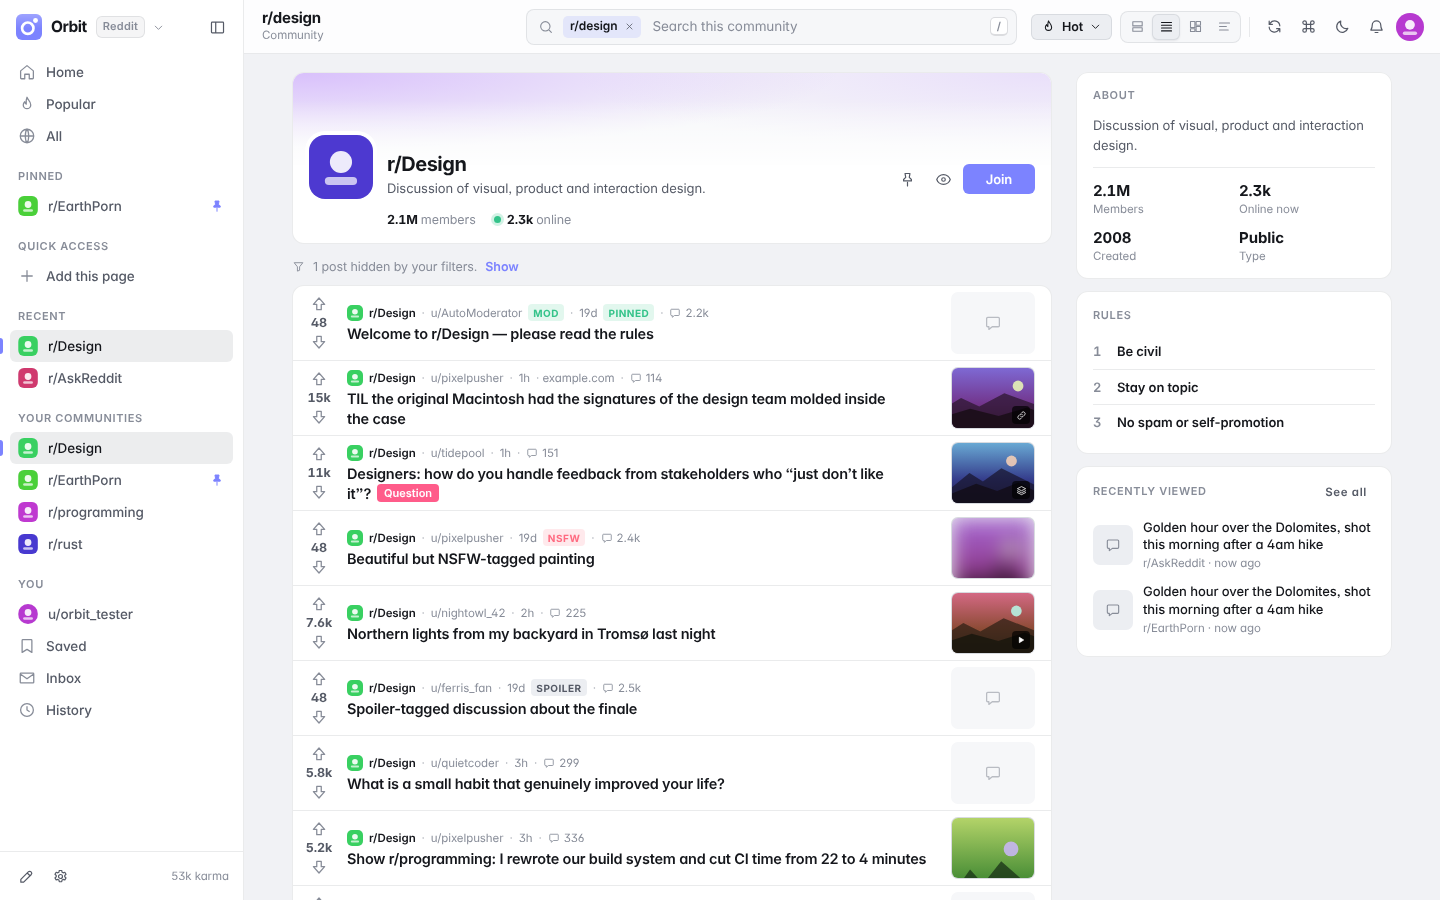 Orbit Reddit
Home
Popular
All
PINNED
r/EarthPorn
QUICK ACCESS
Add this page
RECENT
r/Design
r/AskReddit
YOUR COMMUNITIES
r/Design
r/EarthPorn
r/programming
r/rust
YOU
u/orbit_tester
Saved
Inbox
History
53k karma
r/design
Community
r/design × Search this community /
Hot
r/Design
Discussion of visual, product and interaction design.
2.1M members 2.3k online
Join
1 post hidden by your filters. Show
48
r/Design · u/AutoModerator MOD · 19d PINNED · 2.2k
Welcome to r/Design — please read the rules
15k
r/Design · u/pixelpusher · 1h · example.com · 114
TIL the original Macintosh had the signatures of the design team molded inside
the case
11k
r/Design · u/tidepool · 1h · 151
Designers: how do you handle feedback from stakeholders who “just don’t like
it”? Question
48
r/Design · u/pixelpusher · 19d NSFW · 2.4k
Beautiful but NSFW-tagged painting
7.6k
r/Design · u/nightowl_42 · 2h · 225
Northern lights from my backyard in Tromsø last night
48
r/Design · u/ferris_fan · 19d SPOILER · 2.5k
Spoiler-tagged discussion about the finale
5.8k
r/Design · u/quietcoder · 3h · 299
What is a small habit that genuinely improved your life?
5.2k
r/Design · u/pixelpusher · 3h · 336
Show r/programming: I rewrote our build system and cut CI time from 22 to 4 minutes
ABOUT
Discussion of visual, product and interaction
design.
2.1M 2.3k
Members Online now
2008 Public
Created Type
RULES
1 Be civil
2 Stay on topic
3 No spam or self-promotion
RECENTLY VIEWED See all
Golden hour over the Dolomites, shot
this morning after a 4am hike
r/AskReddit · now ago
Golden hour over the Dolomites, shot
this morning after a 4am hike
r/EarthPorn · now ago